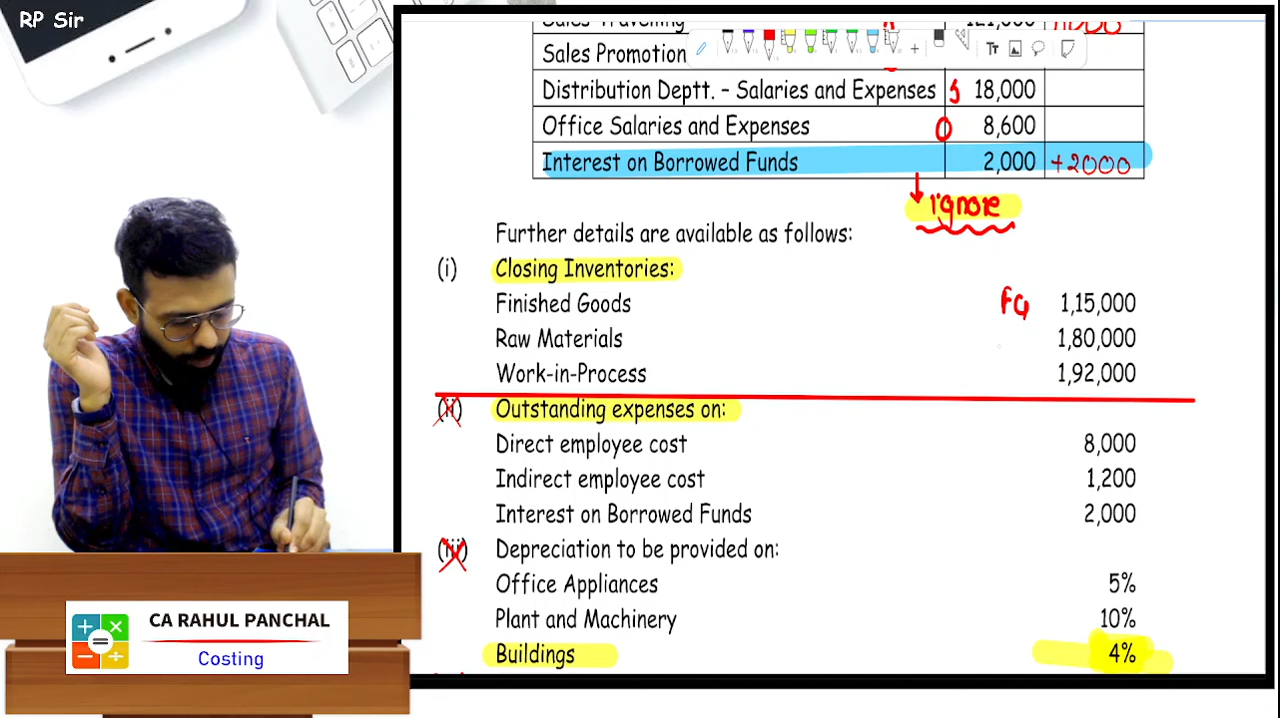 RP Sir
Sales Travelling
Sales Promotion
Distribution Deptt. – Salaries and Expenses S 18,000
Office Salaries and Expenses O 8,600
Interest on Borrowed Funds 2,000 +2000
ignore
Further details are available as follows:
(i) Closing Inventories:
Finished Goods FG 1,15,000
Raw Materials 1,80,000
Work-in-Process 1,92,000
(ii) Outstanding expenses on:
Direct employee cost 8,000
Indirect employee cost 1,200
Interest on Borrowed Funds 2,000
(iii) Depreciation to be provided on:
Office Appliances 5%
Plant and Machinery 10%
Buildings 4%
CA RAHUL PANCHAL
Costing